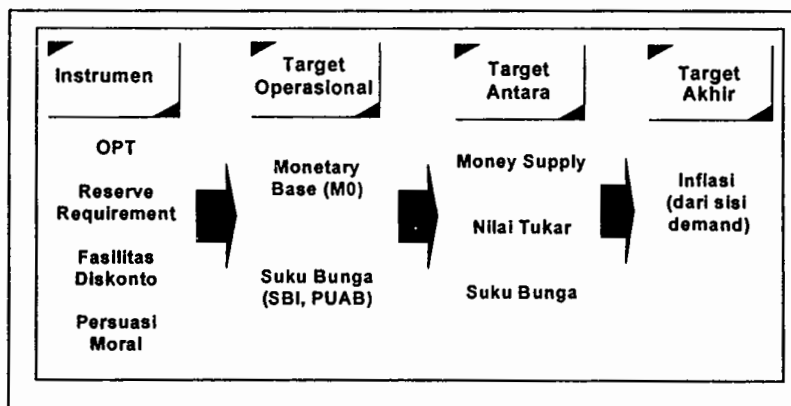 Instrumen
OPT
Reserve
Requirement
Fasilitas
Diskonto
Persuasi
Moral
Target
Operasional
Monetary
Base (M0)
Suku Bunga
(SBI, PUAB)
Target
Antara
Money Supply
Nilai Tukar
Suku Bunga
Target
Akhir
Inflasi
(dari sisi
demand)